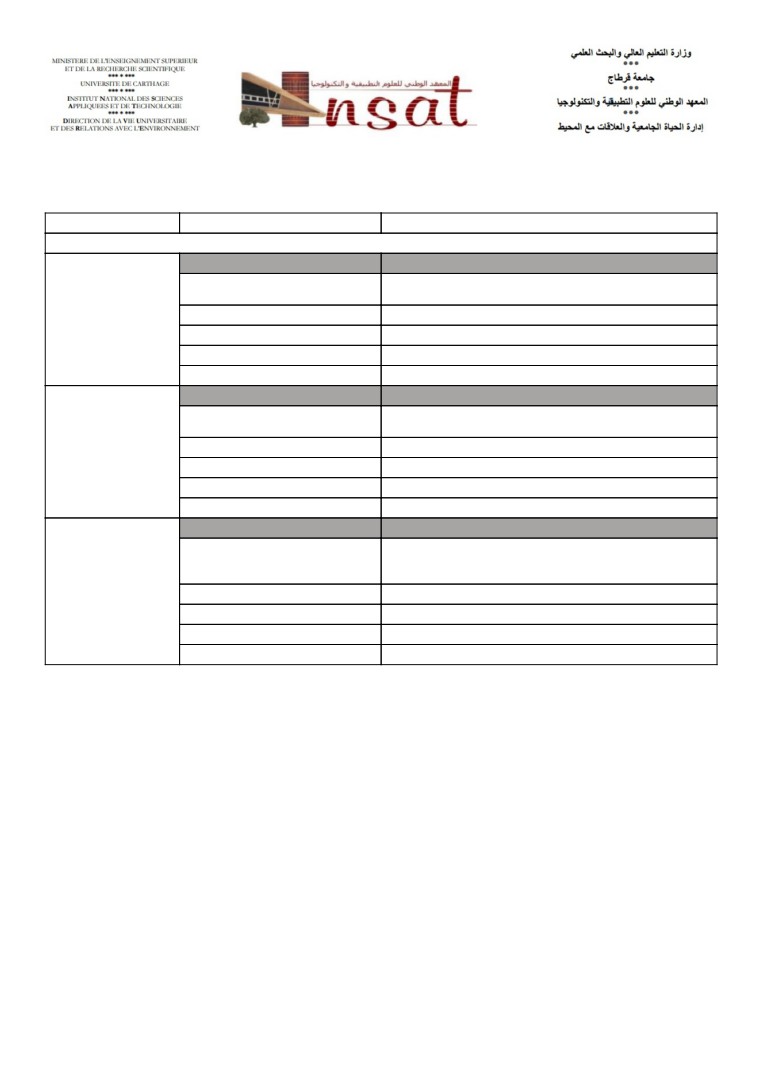 MINISTERE DE L'ENSEIGNEMENT SUPERIEUR
ET DE LA RECHERCHE SCIENTIFIQUE
*** * ***
UNIVERSITE DE CARTHAGE
*** * ***
INSTITUT NATIONAL DES SCIENCES
APPLIQUÉES ET DE TECHNOLOGIE
*** * ***
DIRECTION DE LA VIE UNIVERSITAIRE
ET DES RELATIONS AVEC L'ENVIRONNEMENT
المعهد الوطني للعلوم التطبيقية والتكنولوجيا
Insat
وزارة التعليم العالي والبحث العلمي
***
جامعة قرطاج
***
المعهد الوطني للعلوم التطبيقية والتكنولوجيا
***
إدارة الحياة الجامعية والعلاقات مع المحيط